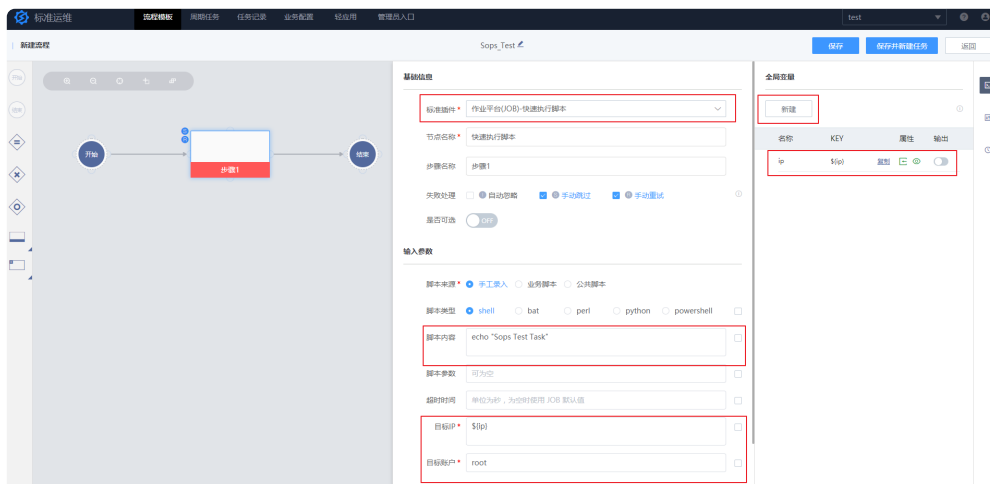 标准运维 流程模板 周期任务 任务记录 业务配置 轻应用 管理员入口 test
新建流程 Sops_Test 保存 保存并新建任务 返回
基础信息
全局变量
标准插件* 作业平台(JOB)-快速执行脚本
新建
节点名称* 快速执行脚本
名称 KEY 属性 输出
开始
结束
步骤1
ip ${ip} 复制
步骤名称 步骤1
失败处理 自动忽略 手动跳过 手动重试
是否可选 OFF
输入参数
脚本来源* 手工录入 业务脚本 公共脚本
脚本类型 shell bat perl python powershell
脚本内容 echo "Sops Test Task"
脚本参数 可为空
超时时间 单位为秒，为空时使用 JOB 默认值
目标IP* ${ip}
目标账户* root